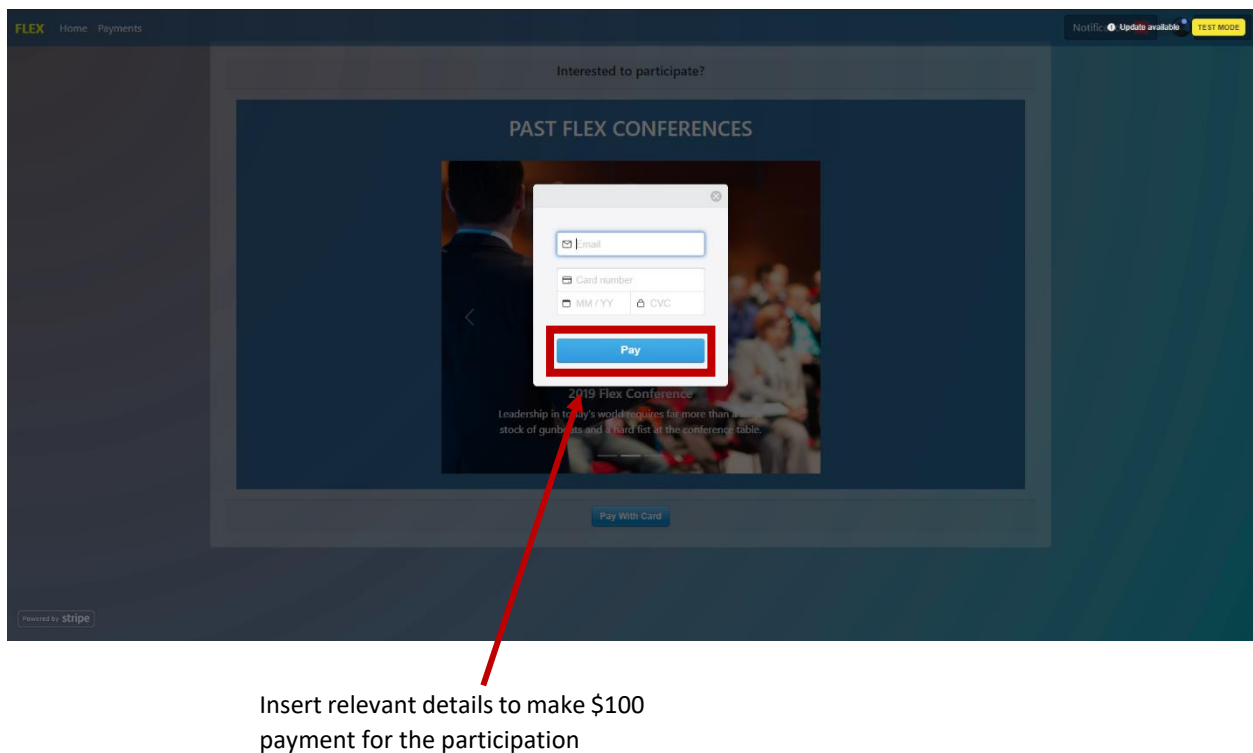 FLEX Home Payments
Update available
TEST MODE
Interested to participate?
PAST FLEX CONFERENCES
Email
Card number
MM / YY CVC
Pay
2019 Flex Conference
Leadership in today's world requires far more than a
stock of gunboats and a hard fist at the conference table.
Pay With Card
Powered by stripe
Insert relevant details to make $100
payment for the participation